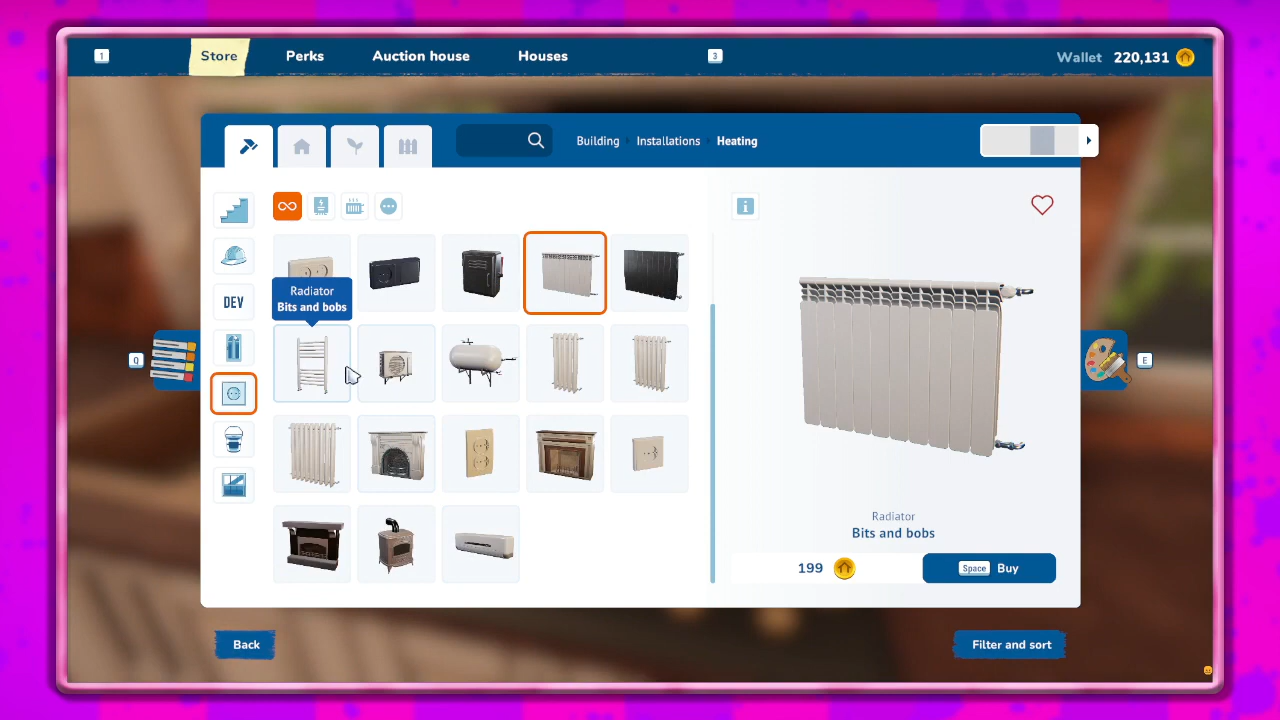 1
Store
Perks
Auction house
Houses
3
Wallet 220,131
Building
Installations
Heating
DEV
Radiator
Bits and bobs
Q
E
Radiator
Bits and bobs
199
Space Buy
Back
Filter and sort